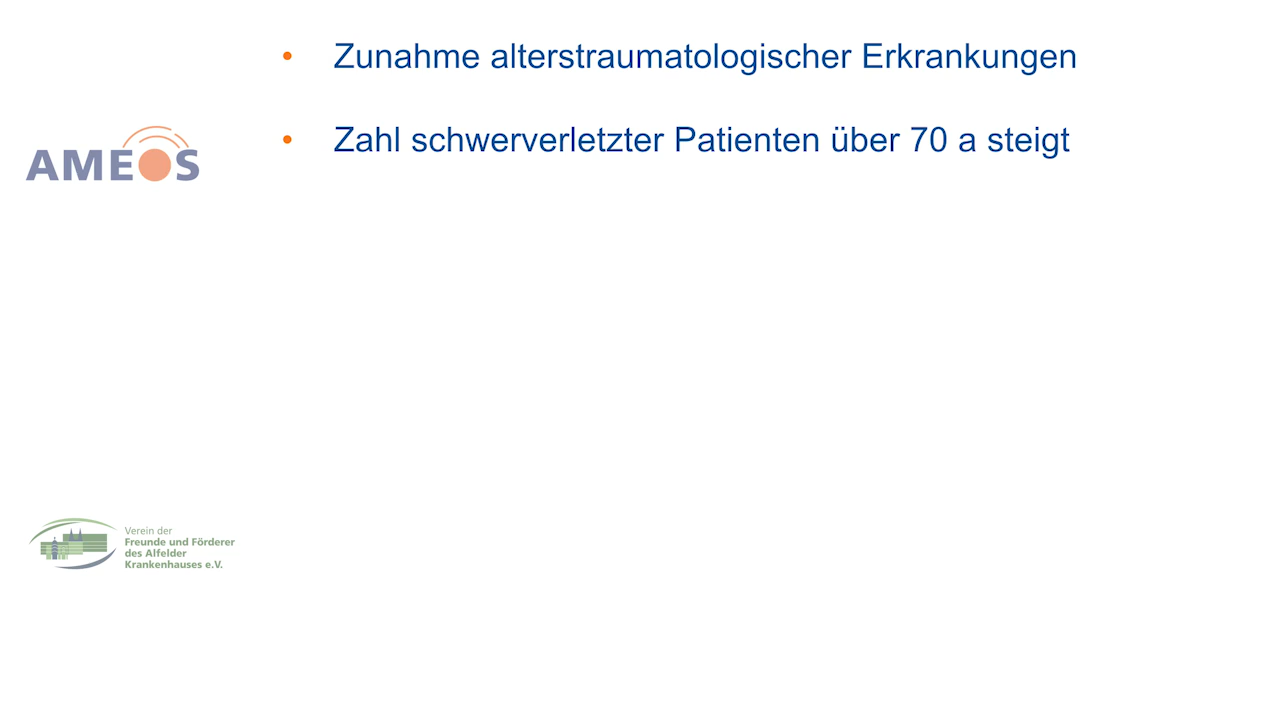 • Zunahme alterstraumatologischer Erkrankungen
• Zahl schwerverletzter Patienten über 70 a steigt
AMEOS
Verein der
Freunde und Förderer
des Alfelder
Krankenhauses e.V.